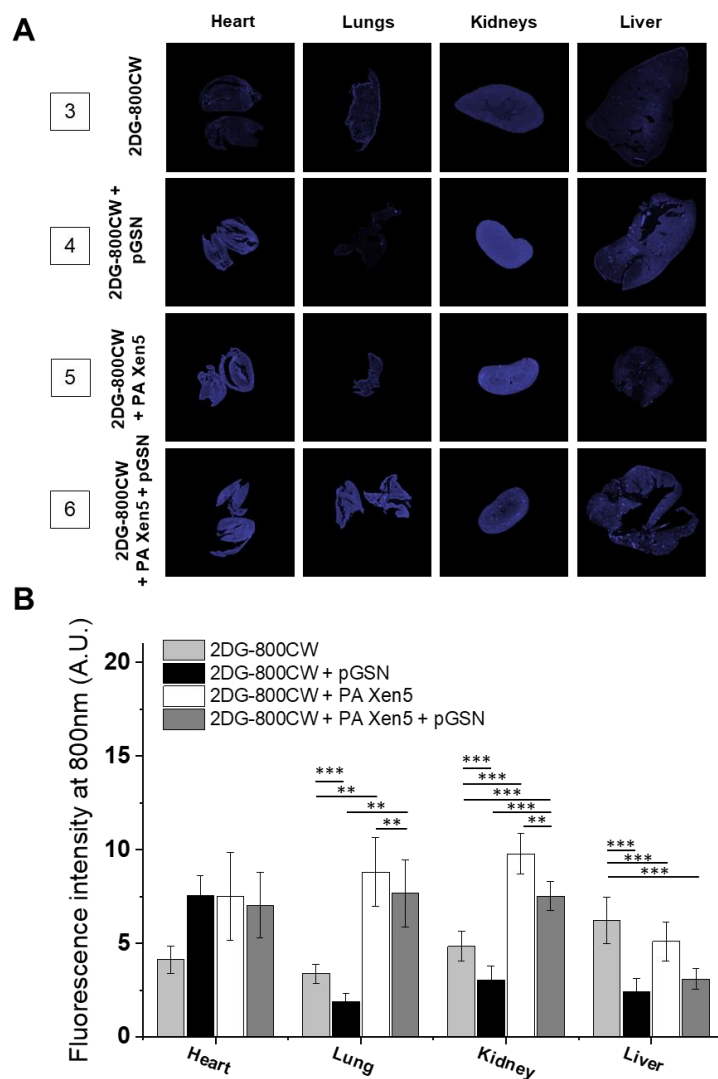 A
Heart Lungs Kidneys Liver
3
2DG-800CW
4
2DG-800CW +
pGSN
5
2DG-800CW
+ PA Xen5
6
2DG-800CW
+ PA Xen5 + pGSN
B
Fluorescence intensity at 800nm (A.U.)
20
15
10
5
0
2DG-800CW
2DG-800CW + pGSN
2DG-800CW + PA Xen5
2DG-800CW + PA Xen5 + pGSN
***
**
**
**
***
***
***
***
**
***
***
***
Heart Lung Kidney Liver